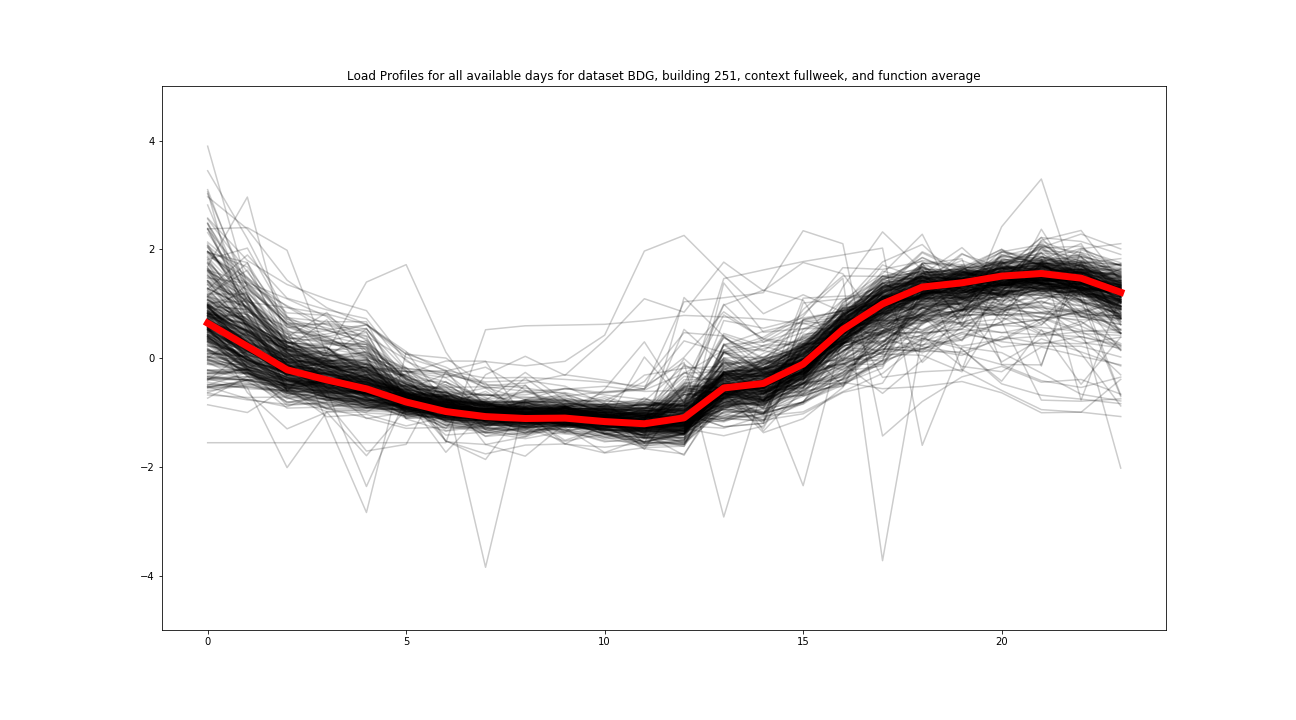 Load Profiles for all available days for dataset BDG, building 251, context fullweek, and function average
4
2
0
−2
−4
0 5 10 15 20